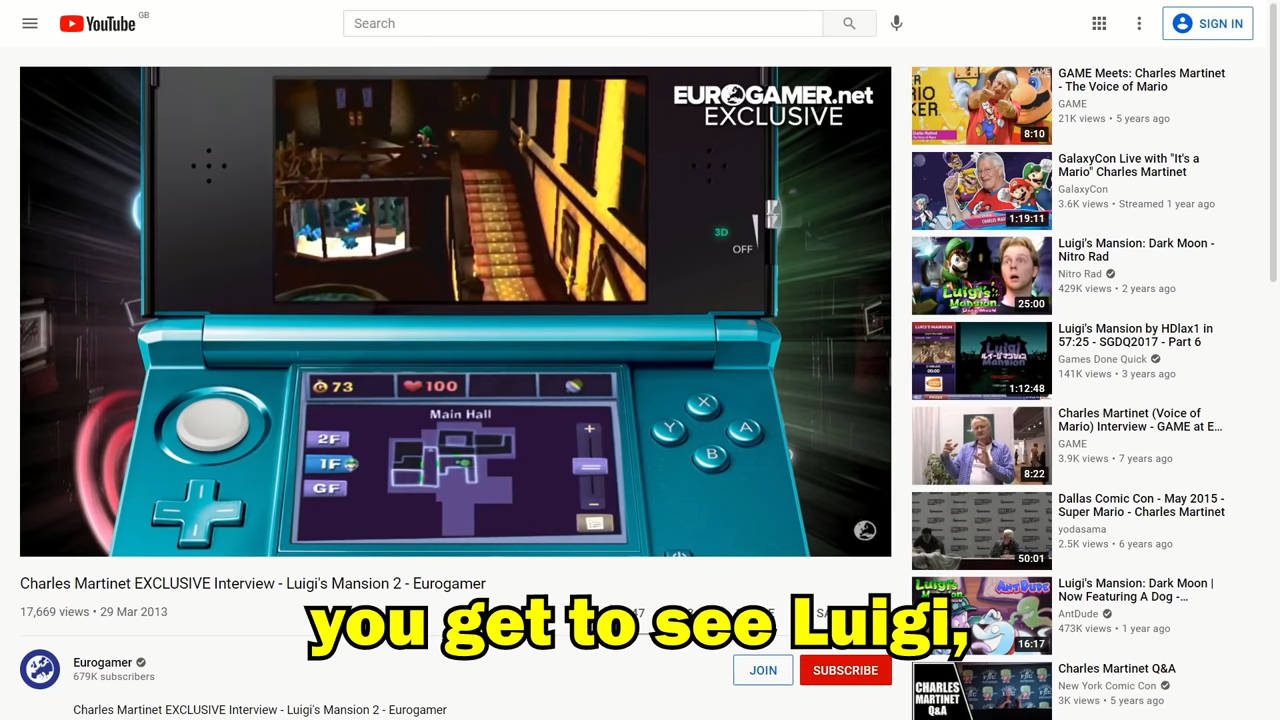 YouTube GB
Search
SIGN IN
EUROGAMER.net
EXCLUSIVE
3D
OFF
73
100
Main Hall
2F
1F
GF
X
Y
A
B
Charles Martinet EXCLUSIVE Interview - Luigi's Mansion 2 - Eurogamer
17,669 views • 29 Mar 2013
you get to see Luigi,
Eurogamer
679K subscribers
JOIN
SUBSCRIBE
Charles Martinet EXCLUSIVE Interview - Luigi's Mansion 2 - Eurogamer
GAME
8:10
GAME Meets: Charles Martinet
- The Voice of Mario
GAME
21K views • 5 years ago
1:19:11
GalaxyCon Live with "It's a
Mario" Charles Martinet
GalaxyCon
3.6K views • Streamed 1 year ago
Luigi's
Mansion
25:00
Luigi's Mansion: Dark Moon -
Nitro Rad
Nitro Rad
429K views • 2 years ago
1:12:48
Luigi's Mansion by HDlax1 in
57:25 - SGDQ2017 - Part 6
Games Done Quick
141K views • 3 years ago
8:22
Charles Martinet (Voice of
Mario) Interview - GAME at E...
GAME
3.9K views • 7 years ago
50:01
Dallas Comic Con - May 2015 -
Super Mario - Charles Martinet
yodasama
2.5K views • 6 years ago
ANTDUDE
16:17
Luigi's Mansion: Dark Moon |
Now Featuring A Dog -...
AntDude
473K views • 1 year ago
CHARLES
MARTINET
Q&A
Charles Martinet Q&A
New York Comic Con
3K views • 5 years ago